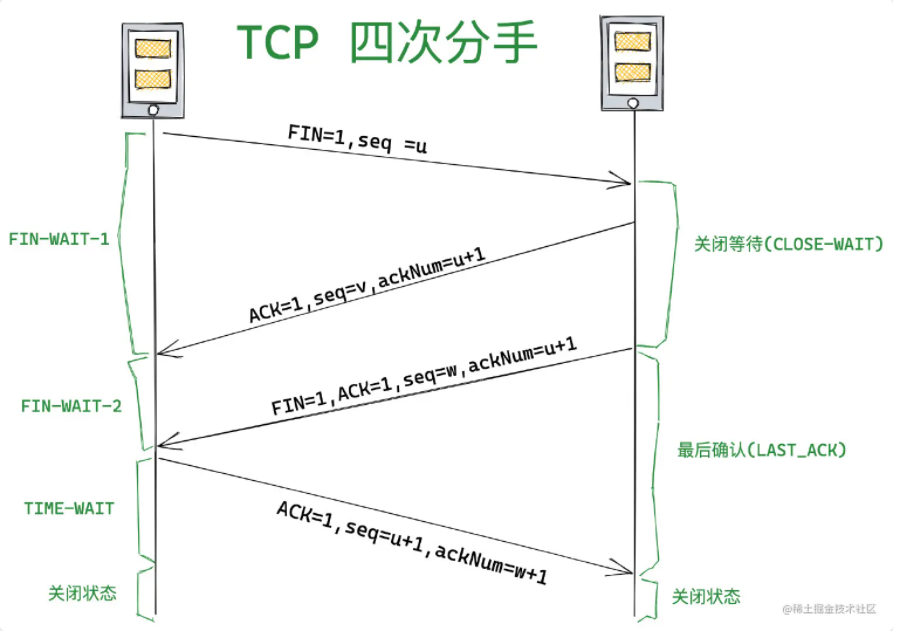 TCP 四次分手
FIN=1,seq =u
FIN-WAIT-1
关闭等待(CLOSE-WAIT)
ACK=1,seq=v,ackNum=u+1
FIN=1,ACK=1,seq=w,ackNum=u+1
FIN-WAIT-2
最后确认(LAST_ACK)
TIME-WAIT
ACK=1,seq=u+1,ackNum=w+1
关闭状态
关闭状态
@稀土掘金技术社区